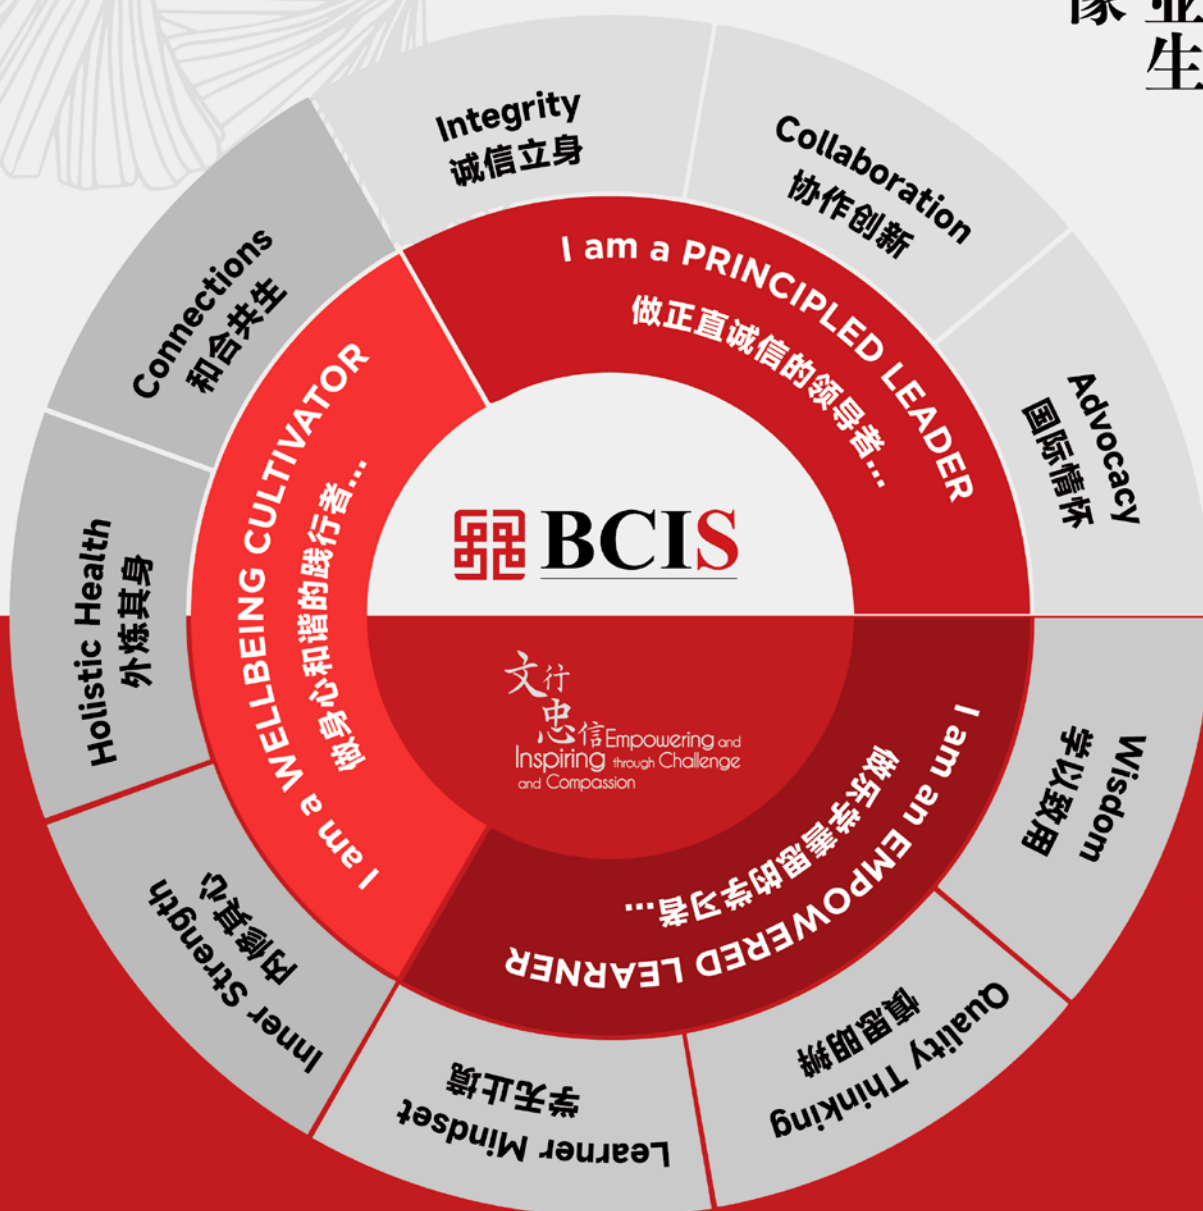 业生
像
Integrity
诚信立身
Collaboration
协作创新
Advocacy
国际情怀
I am a PRINCIPLED LEADER
做正直诚信的领导者...
Wisdom
学以致用
Quality Thinking
慎思明辨
Learner Mindset
学无止境
I am an EMPOWERED LEARNER
做乐学善思的学习者...
Inner Strength
内修其心
Holistic Health
外炼其身
Connections
和合共生
I am a WELLBEING CULTIVATOR
做身心和谐的践行者...
BCIS
文行
忠信
Empowering and
Inspiring through Challenge
and Compassion